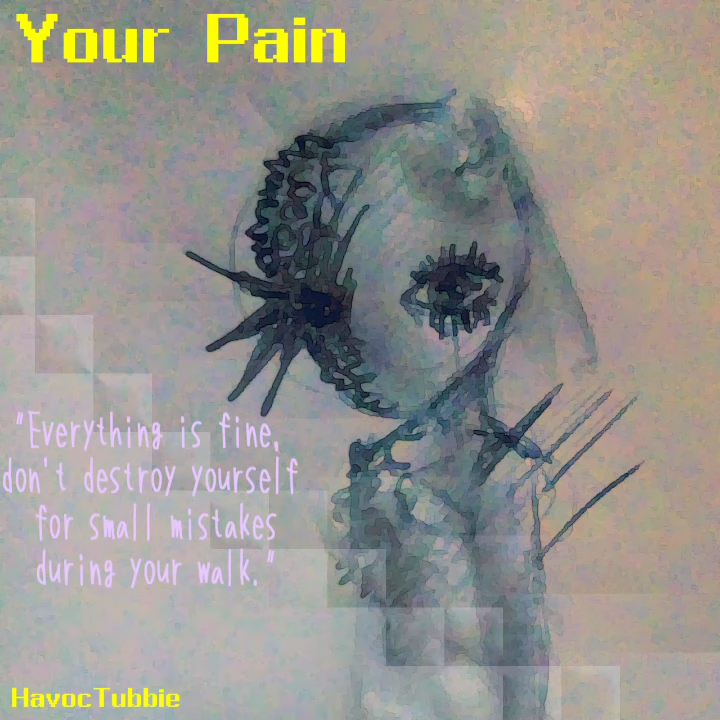 Your Pain
"Everything is fine,
don't destroy yourself
for small mistakes
during your walk."
HavocTubbie